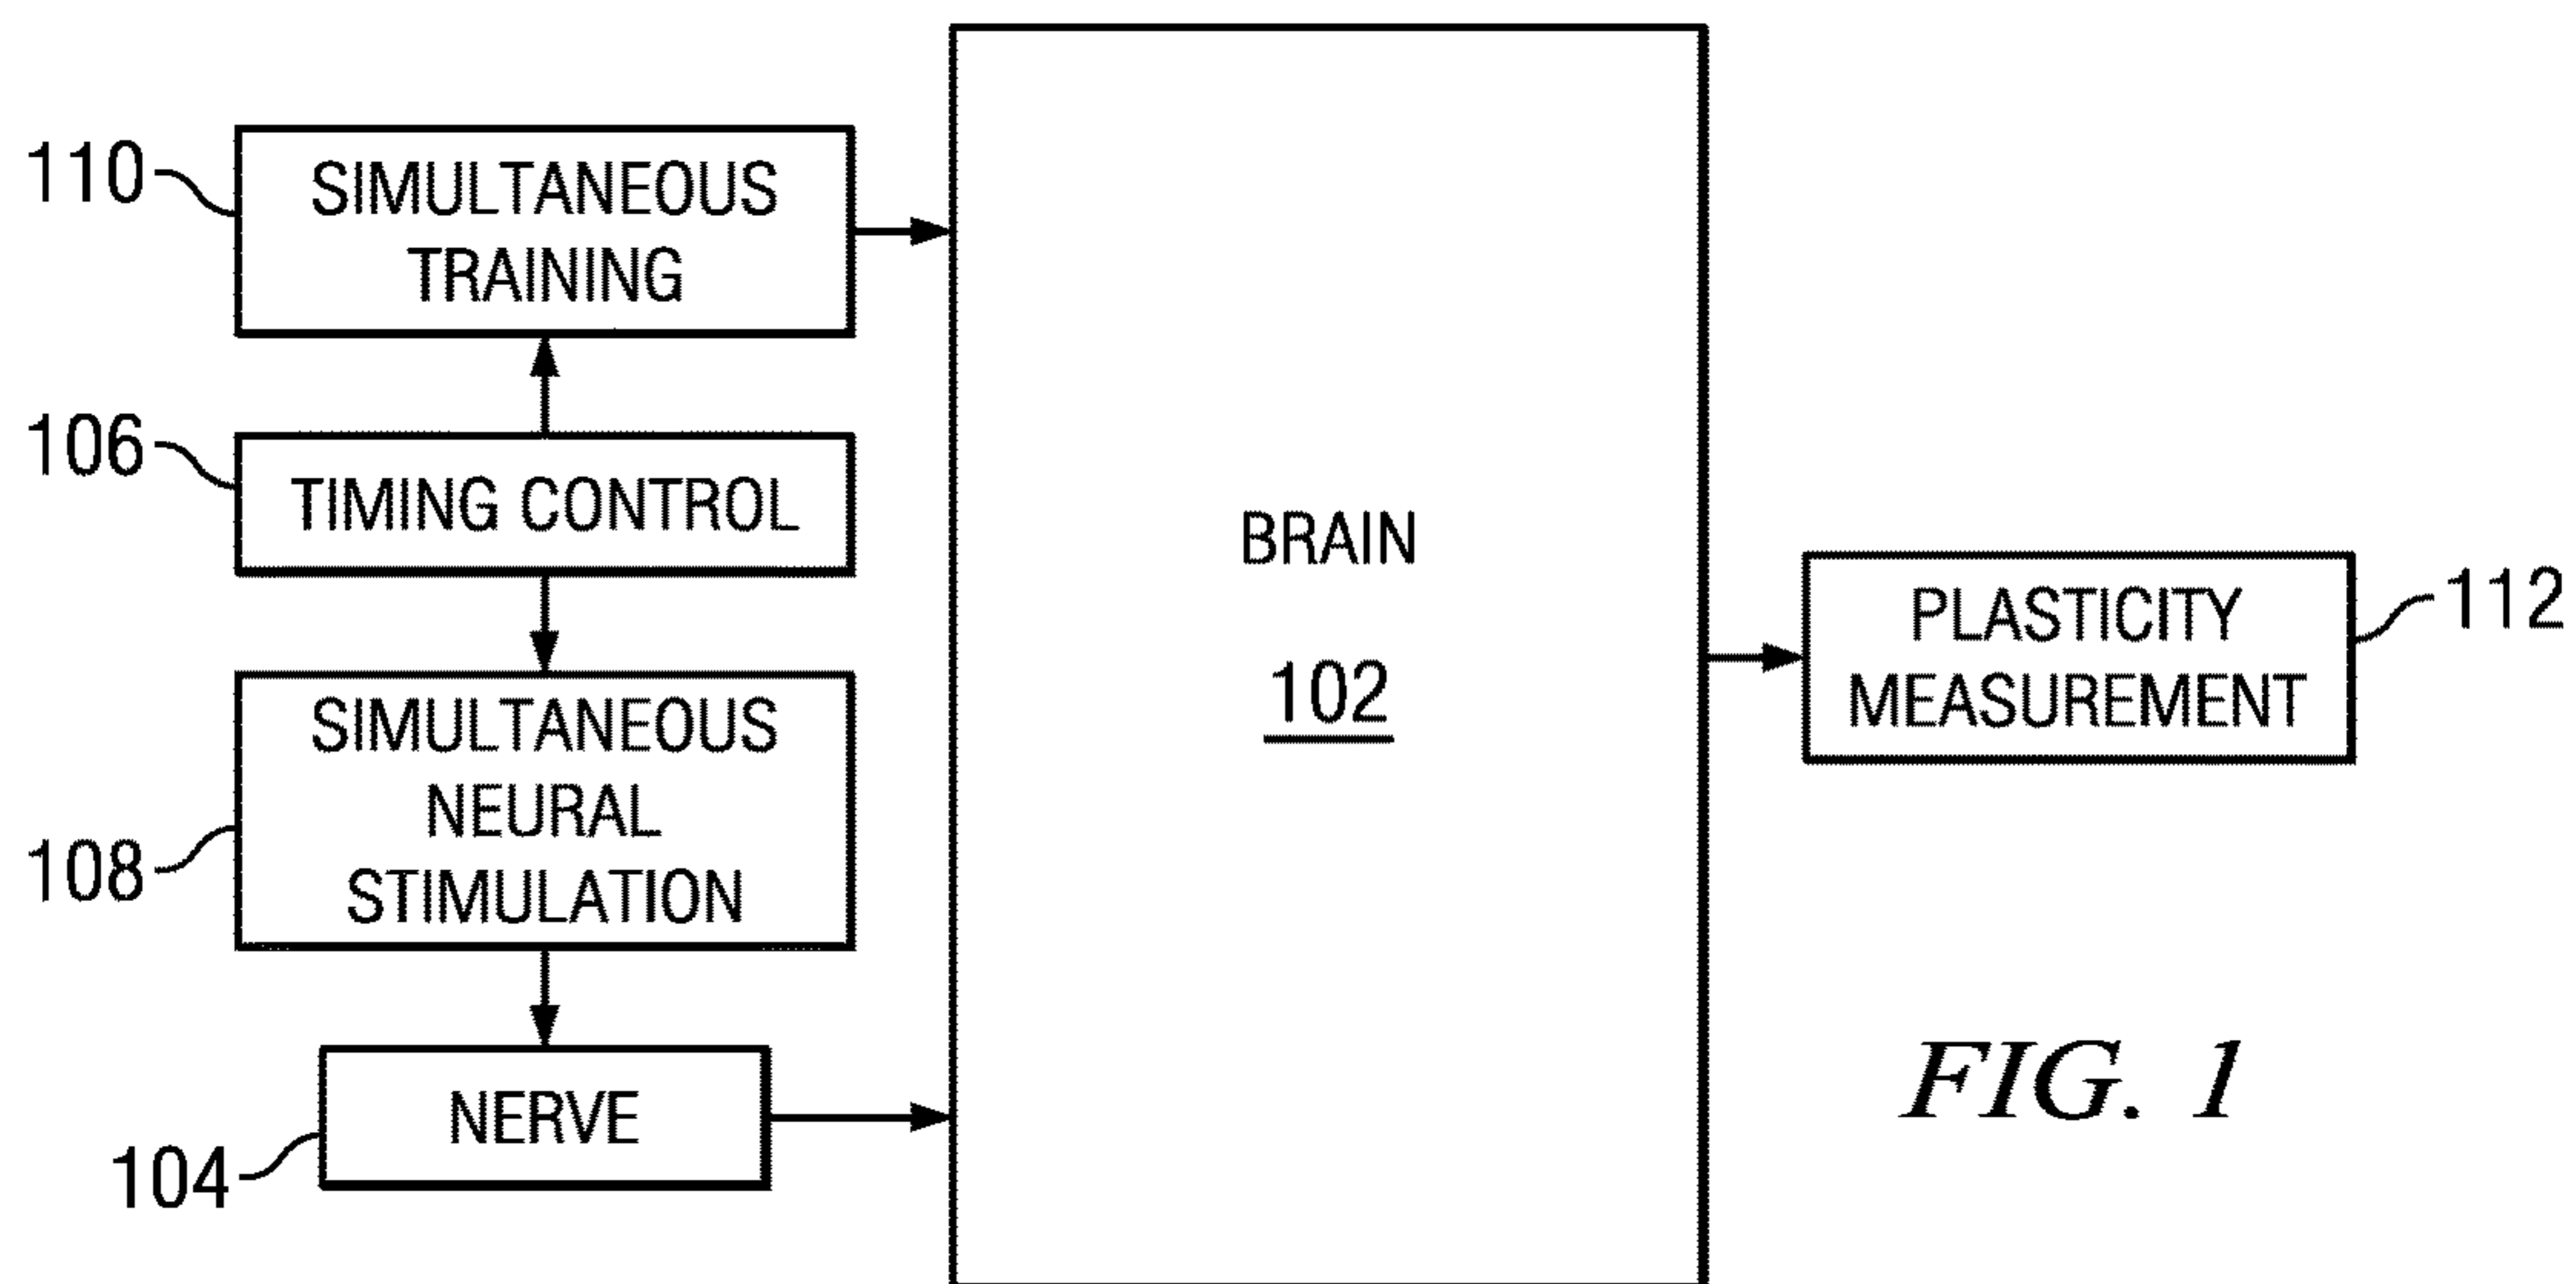 110
SIMULTANEOUS
TRAINING
106
TIMING CONTROL
108
SIMULTANEOUS
NEURAL
STIMULATION
104
NERVE
BRAIN
102
PLASTICITY
MEASUREMENT
112
FIG. 1